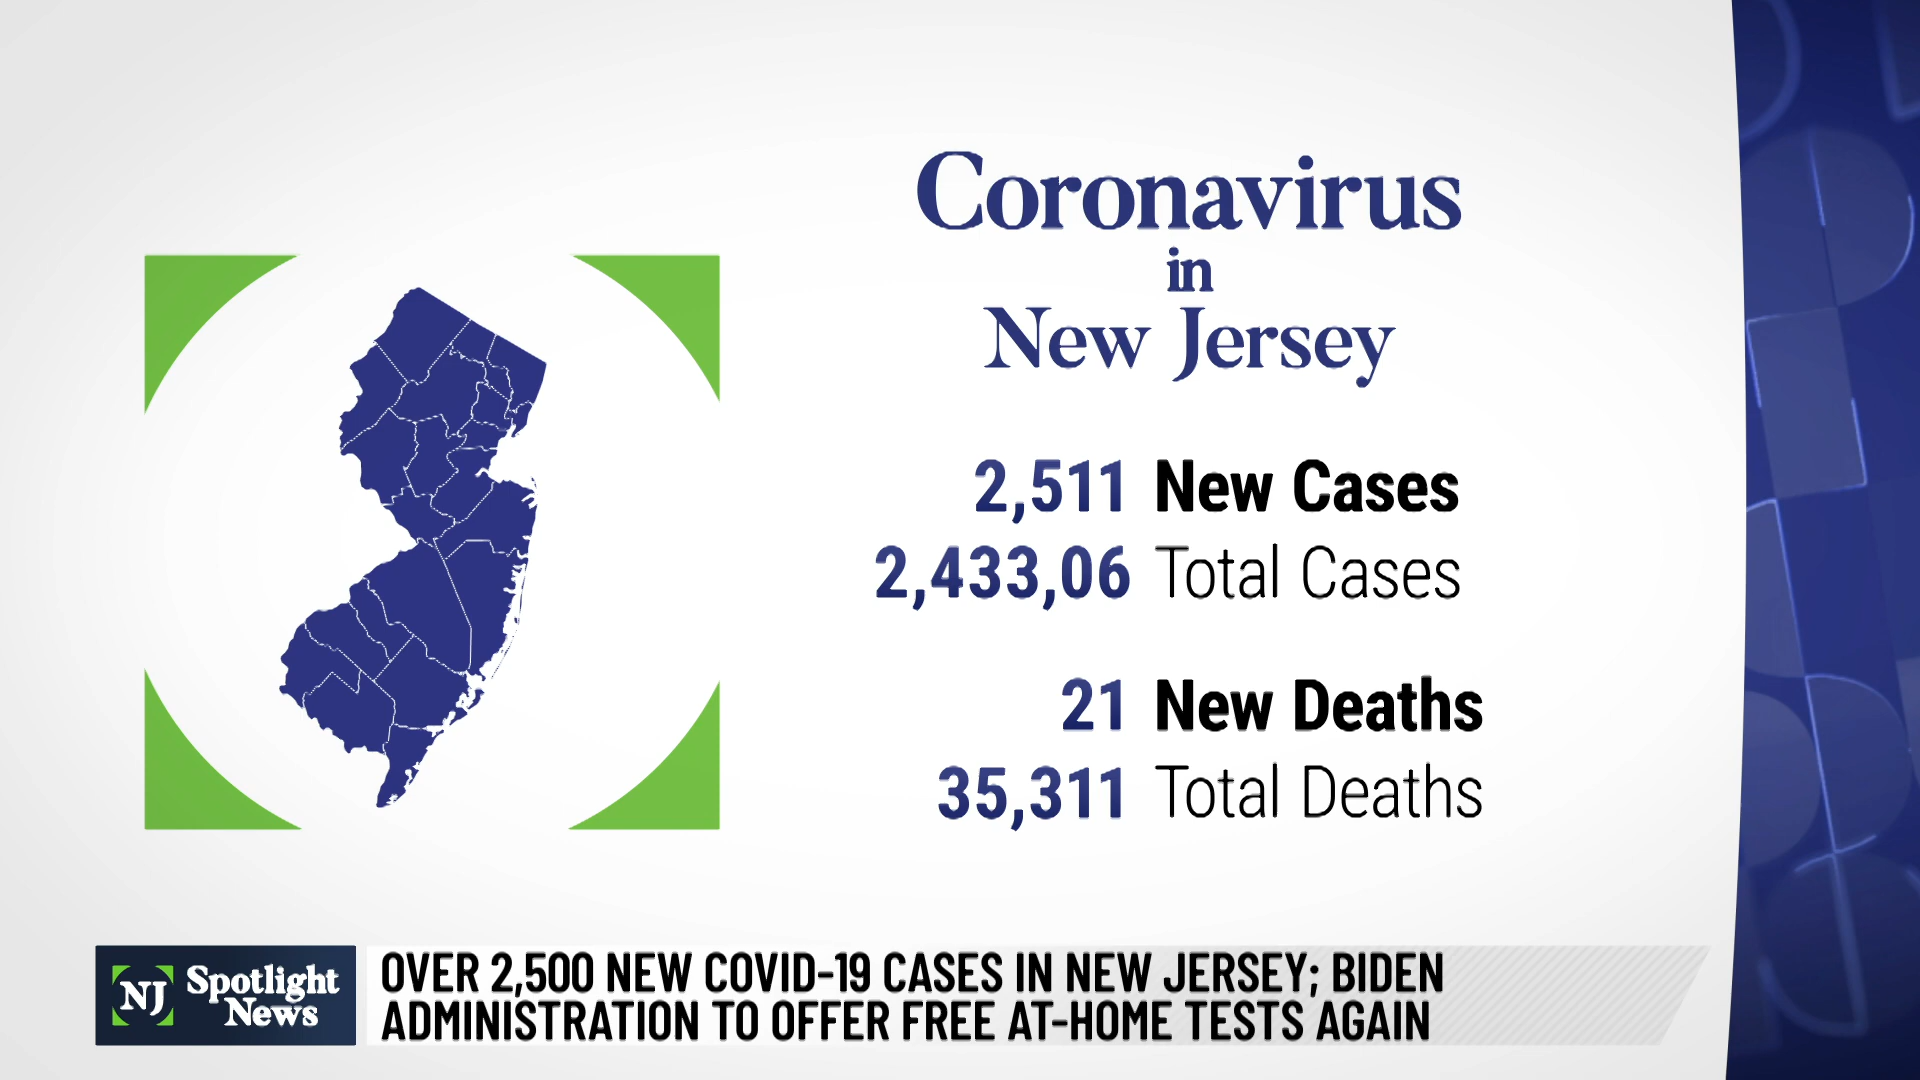 Coronavirus
in
New Jersey
2,511 New Cases
2,433,06 Total Cases
21 New Deaths
35,311 Total Deaths
NJ Spotlight News
OVER 2,500 NEW COVID-19 CASES IN NEW JERSEY; BIDEN
ADMINISTRATION TO OFFER FREE AT-HOME TESTS AGAIN